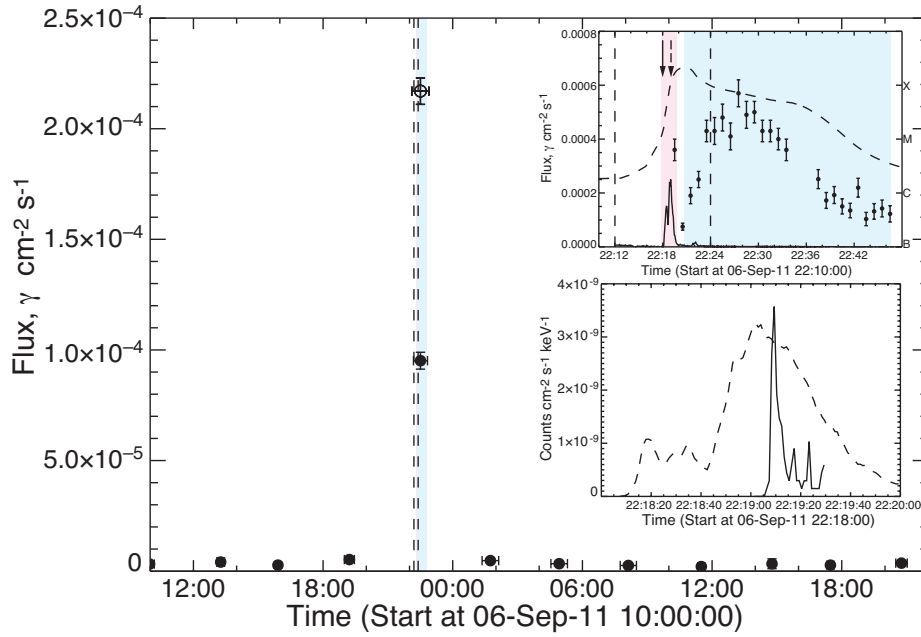 2.5×10⁻⁴
2.0×10⁻⁴
1.5×10⁻⁴
1.0×10⁻⁴
5.0×10⁻⁵
0
Flux, γ cm⁻² s⁻¹
12:00 18:00 00:00 06:00 12:00 18:00
Time (Start at 06-Sep-11 10:00:00)
0.0008
0.0006
0.0004
0.0002
0.0000
Flux, γ cm⁻² s⁻¹
X
M
C
B
22:12 22:18 22:24 22:30 22:36 22:42
Time (Start at 06-Sep-11 22:10:00)
4×10⁻⁹
3×10⁻⁹
2×10⁻⁹
1×10⁻⁹
0
Counts cm⁻² s⁻¹ keV⁻¹
22:18:20 22:18:40 22:19:00 22:19:20 22:19:40 22:20:00
Time (Start at 06-Sep-11 22:18:00)